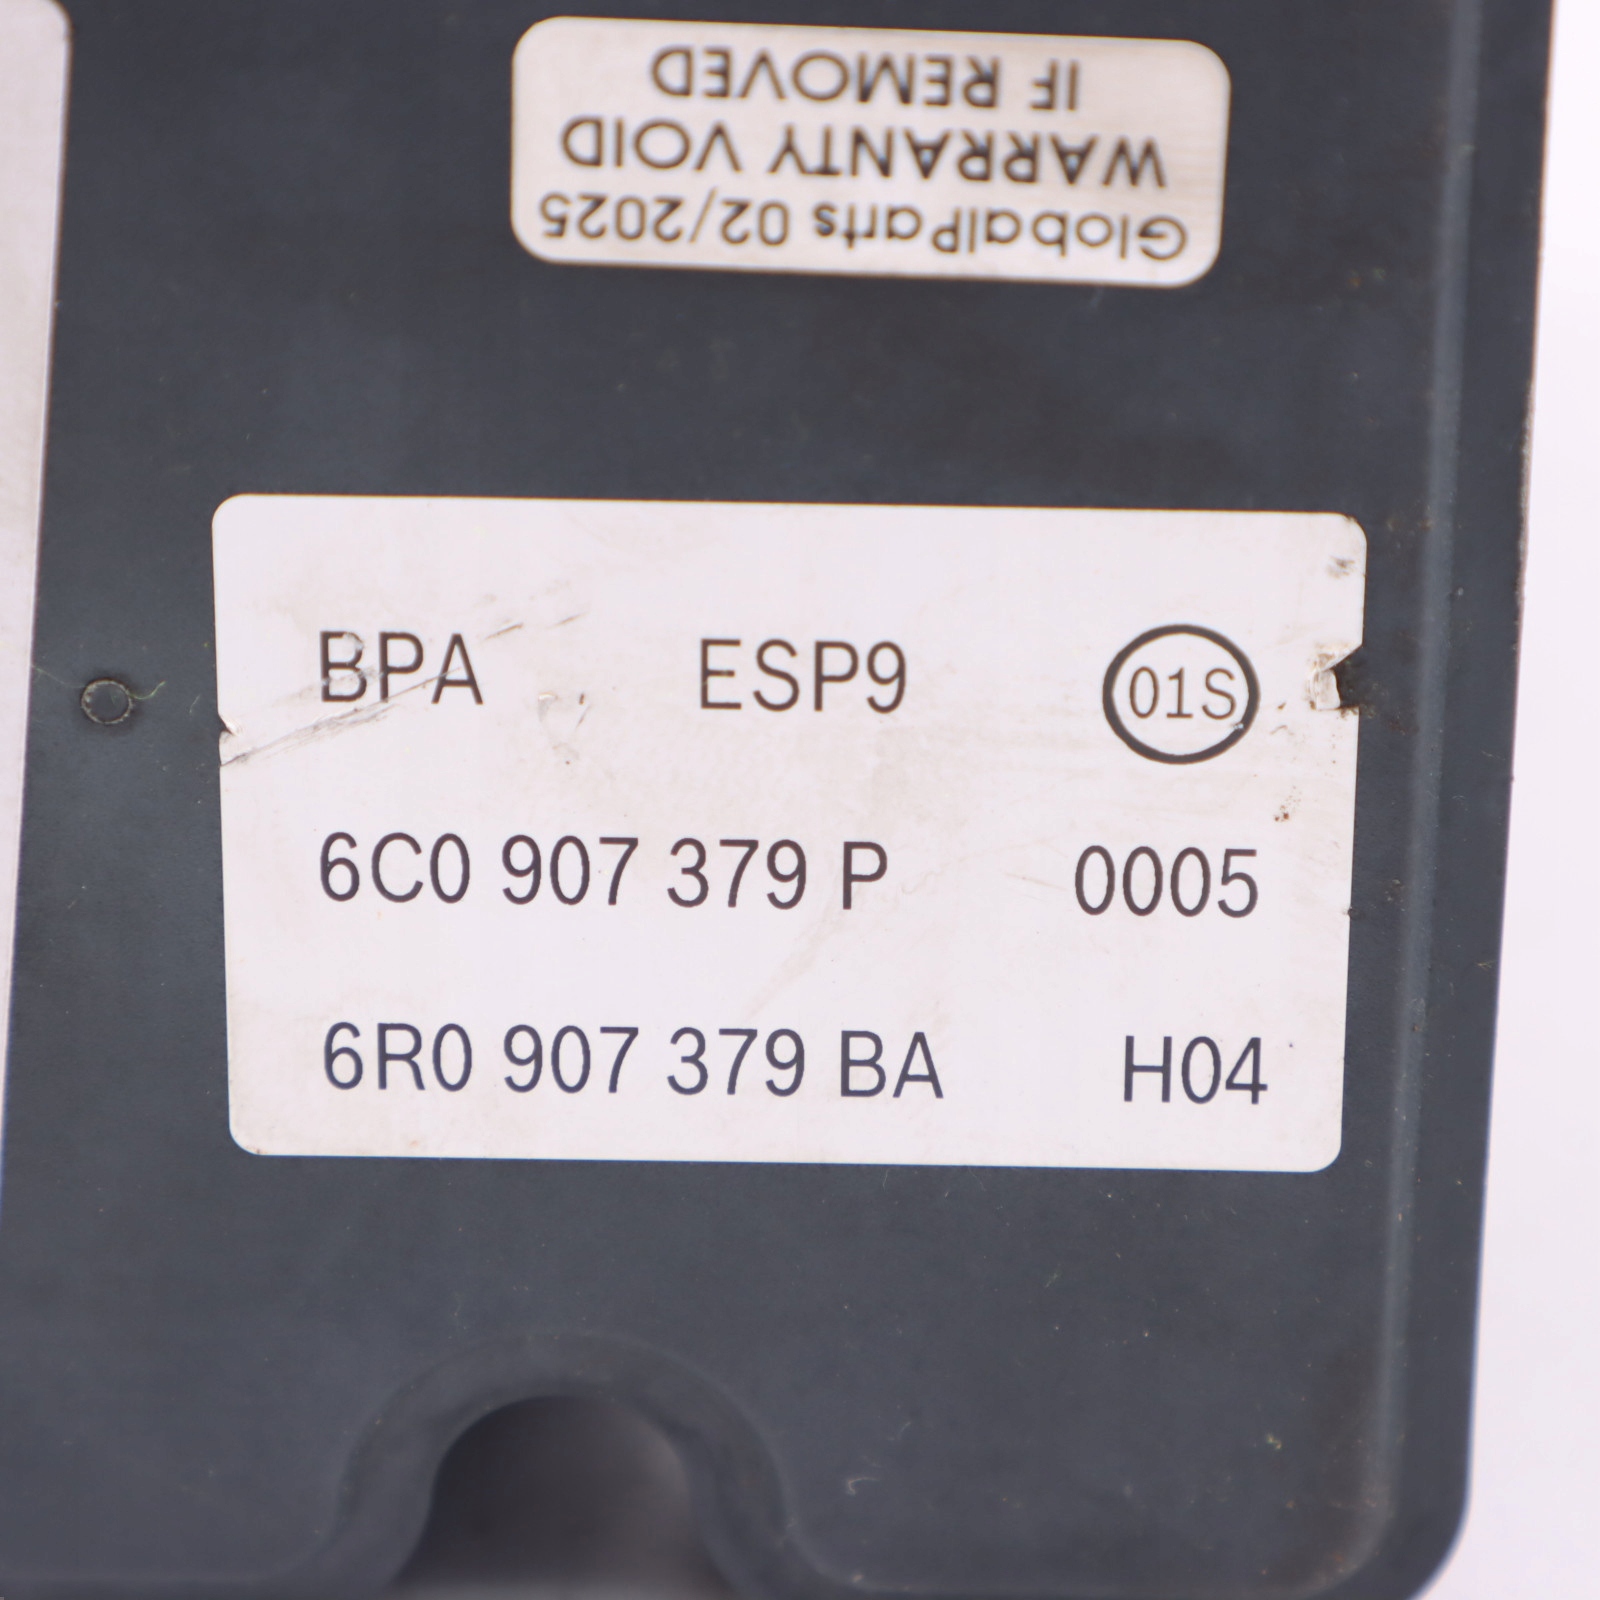 GlobalParts 02/2025
WARRANTY VOID
IF REMOVED
BPA ESP9 01S
6C0 907 379 P 0005
6R0 907 379 BA H04